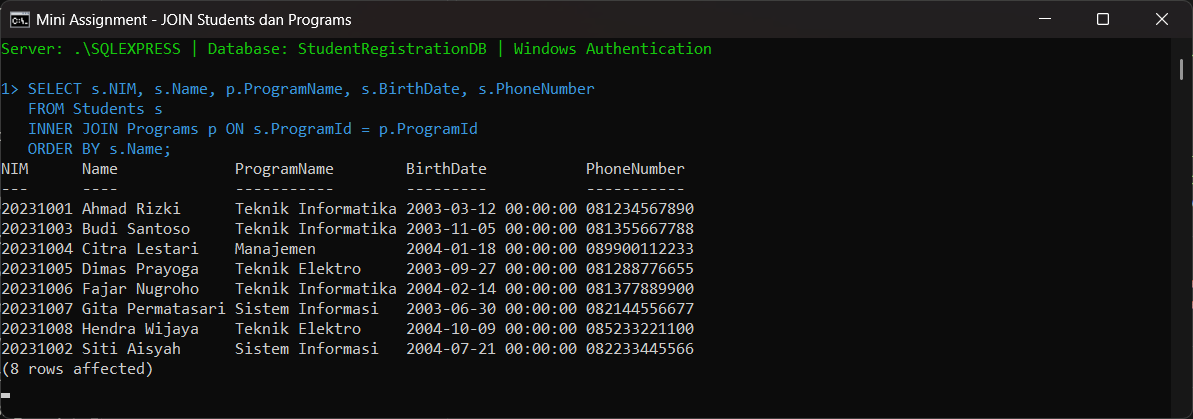 Mini Assignment - JOIN Students dan Programs
Server: .\SQLEXPRESS | Database: StudentRegistrationDB | Windows Authentication
1> SELECT s.NIM, s.Name, p.ProgramName, s.BirthDate, s.PhoneNumber
   FROM Students s
   INNER JOIN Programs p ON s.ProgramId = p.ProgramId
   ORDER BY s.Name;
NIM      Name             ProgramName        BirthDate           PhoneNumber
---      ----             -----------        ---------           -----------
20231001 Ahmad Rizki      Teknik Informatika 2003-03-12 00:00:00 081234567890
20231003 Budi Santoso     Teknik Informatika 2003-11-05 00:00:00 081355667788
20231004 Citra Lestari    Manajemen          2004-01-18 00:00:00 089900112233
20231005 Dimas Prayoga    Teknik Elektro     2003-09-27 00:00:00 081288776655
20231006 Fajar Nugroho    Teknik Informatika 2004-02-14 00:00:00 081377889900
20231007 Gita Permatasari Sistem Informasi   2003-06-30 00:00:00 082144556677
20231008 Hendra Wijaya    Teknik Elektro     2004-10-09 00:00:00 085233221100
20231002 Siti Aisyah      Sistem Informasi   2004-07-21 00:00:00 082233445566
(8 rows affected)